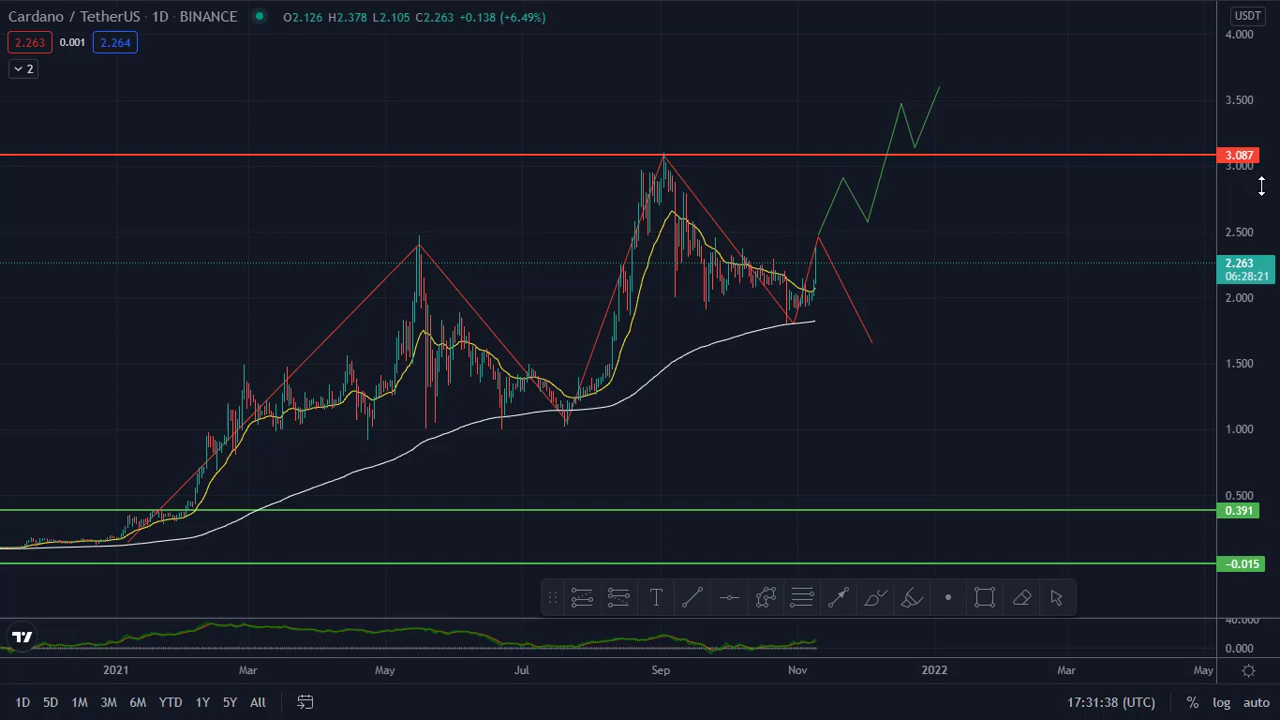 Cardano / TetherUS · 1D · BINANCE O2.126 H2.378 L2.105 C2.263 +0.138 (+6.49%)
USDT
2.263 0.001 2.264
2
4.000
3.500
3.087
3.000
2.500
2.263
06:28:21
2.000
1.500
1.000
0.500
0.391
−0.015
T
40.000
0.000
2021 Mar May Jul Sep Nov 2022 Mar May
1D 5D 1M 3M 6M YTD 1Y 5Y All 17:31:38 (UTC) % log auto